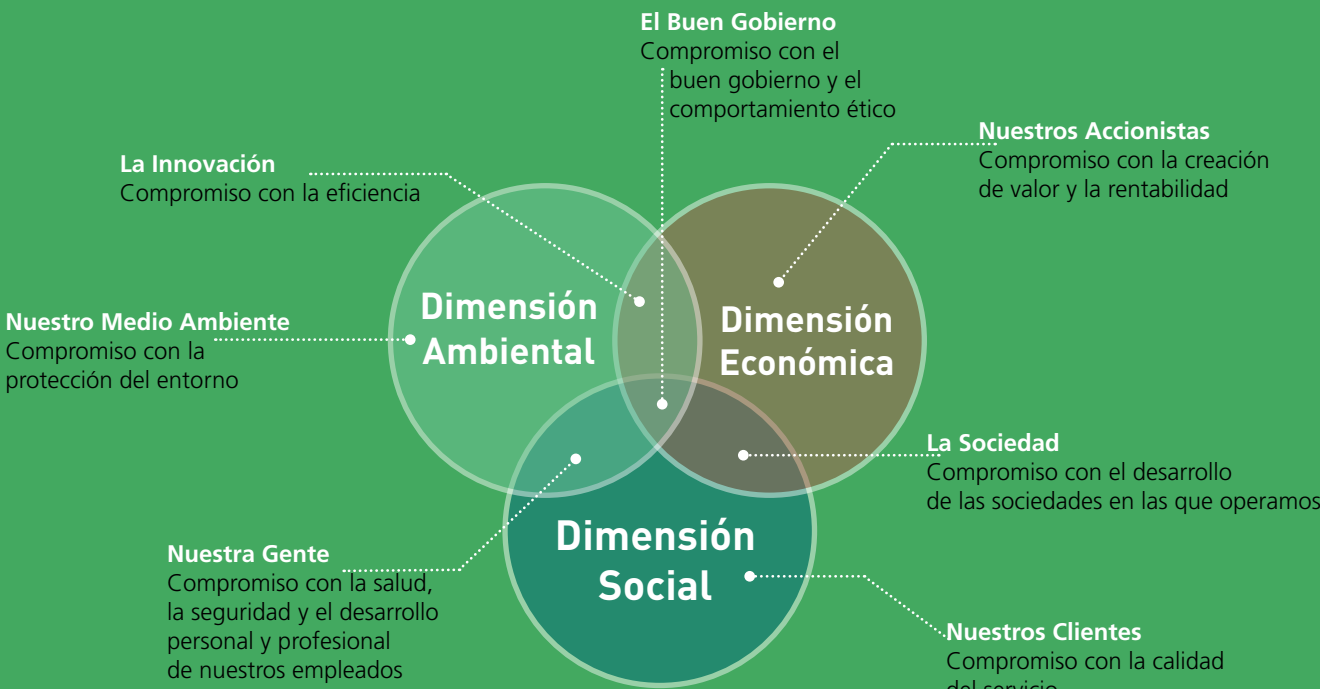 El Buen Gobierno
Compromiso con el
buen gobierno y el
comportamiento ético
Nuestros Accionistas
Compromiso con la creación
de valor y la rentabilidad
La Innovación
Compromiso con la eficiencia
Nuestro Medio Ambiente
Compromiso con la
protección del entorno
Dimensión
Ambiental
Dimensión
Económica
La Sociedad
Compromiso con el desarrollo
de las sociedades en las que operamos
Dimensión
Social
Nuestra Gente
Compromiso con la salud,
la seguridad y el desarrollo
personal y profesional
de nuestros empleados
Nuestros Clientes
Compromiso con la calidad
del servicio